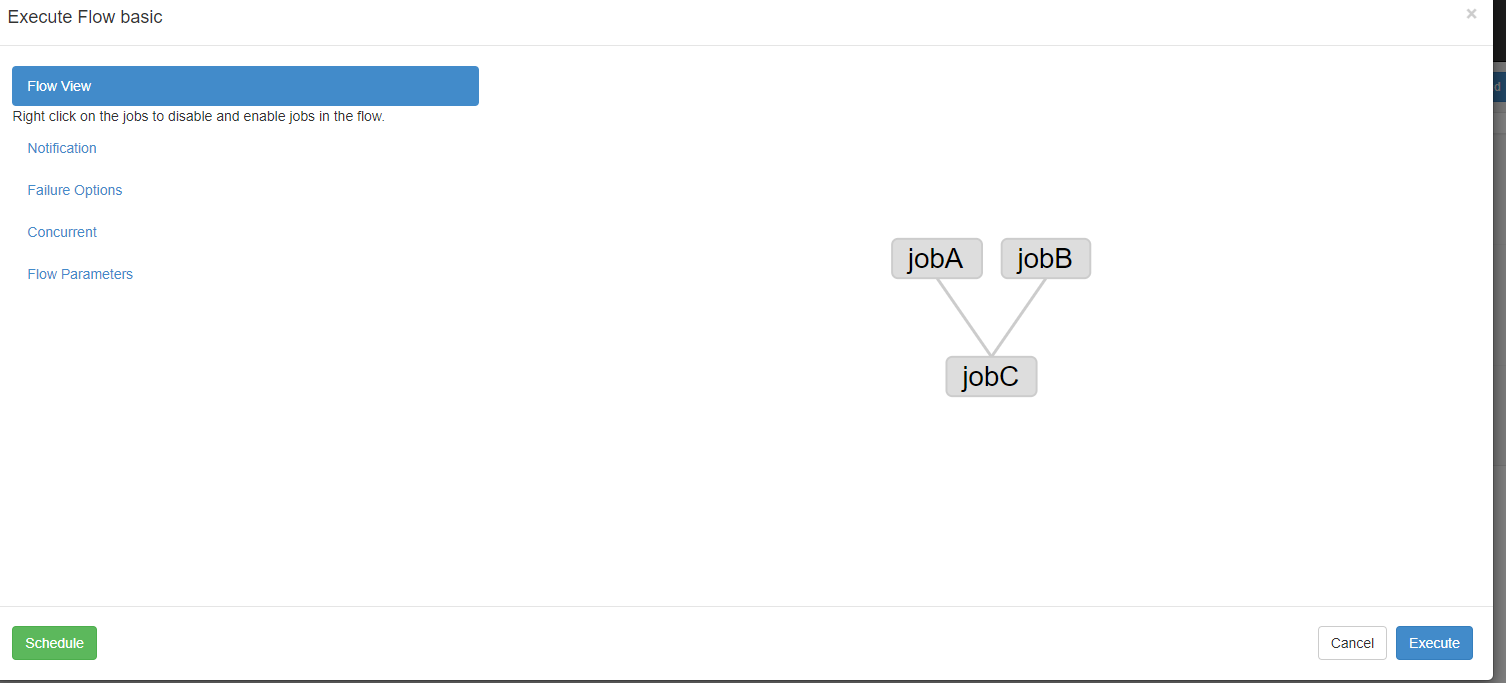 Execute Flow basic
×
Flow View
Right click on the jobs to disable and enable jobs in the flow.
Notification
Failure Options
Concurrent
Flow Parameters
jobA
jobB
jobC
Schedule
Cancel
Execute
d